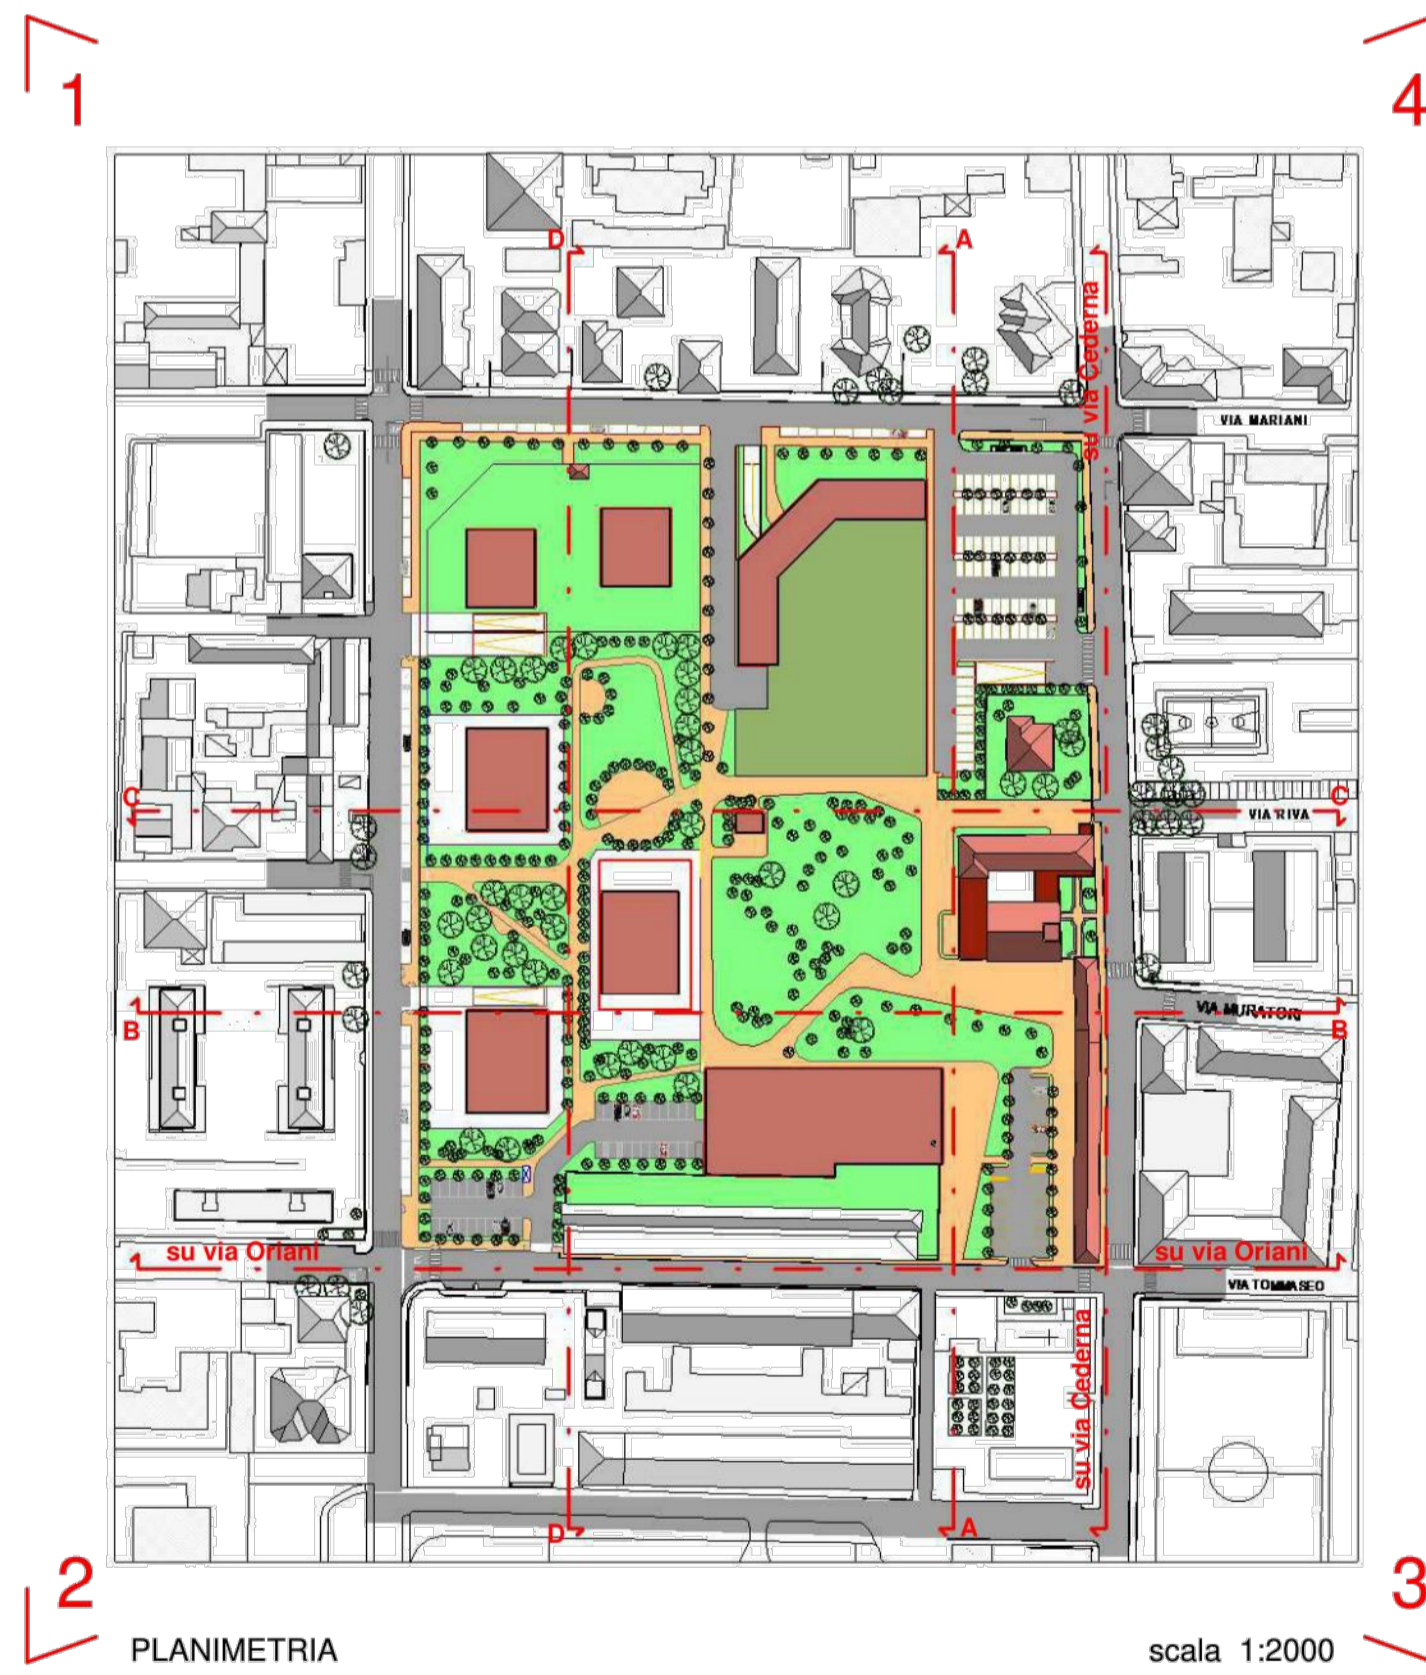 1
4
D
A
su via Cederna
VIA MARIANI
C
C
VIA RIVA
B
VIA MURATORI
B
su via Oriani
su via Oriani
VIA TOMMASEO
su via Cederna
D
A
2
3
PLANIMETRIA
scala 1:2000